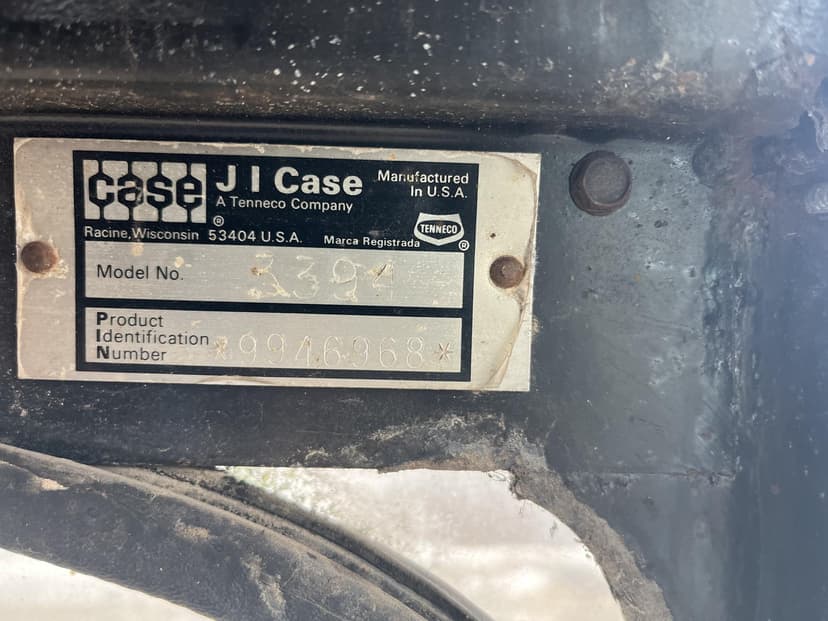 case
J I Case
A Tenneco Company
Manufactured
In U.S.A.
®
Racine, Wisconsin 53404 U.S.A.
Marca Registrada
TENNECO
®
Model No. 3394
Product
Identification
Number
*9946968*